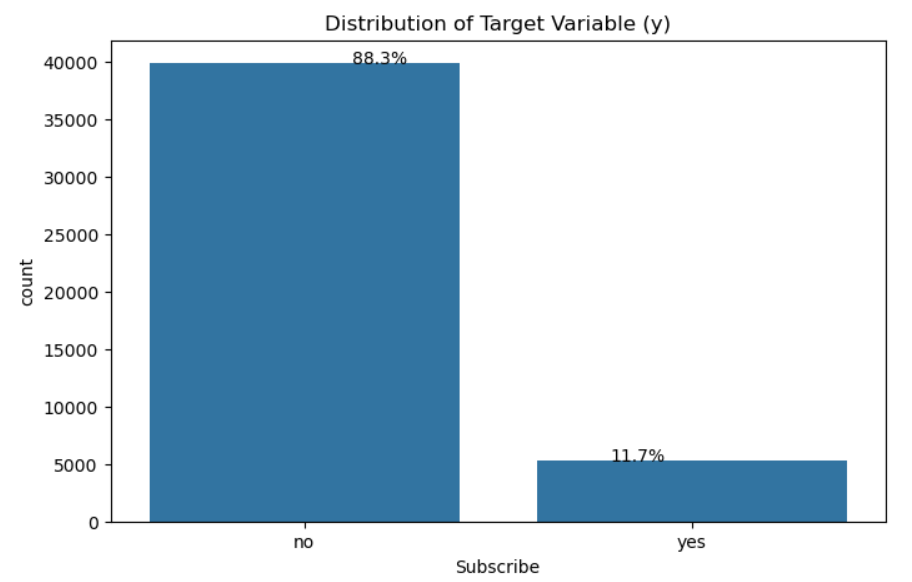 Distribution of Target Variable (y)
88.3%
40000
35000
30000
25000
20000
15000
10000
5000
0
count
11.7%
no
yes
Subscribe